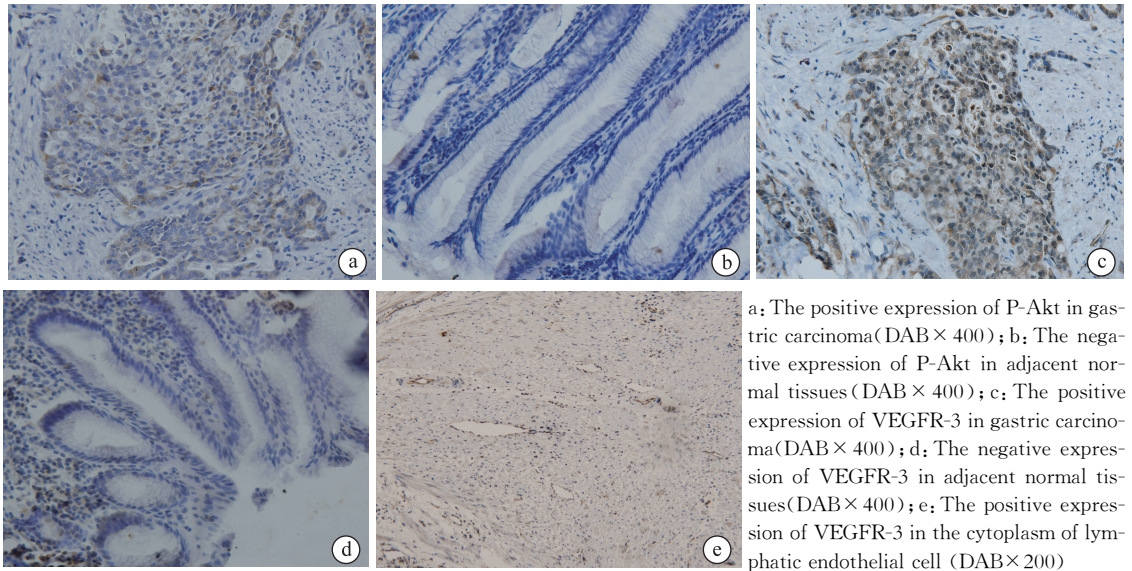 a
b
c
d
e
a: The positive expression of P-Akt in gas-
tric carcinoma(DAB×400); b: The nega-
tive expression of P-Akt in adjacent nor-
mal tissues(DAB×400); c: The positive
expression of VEGFR-3 in gastric carcino-
ma(DAB×400); d: The negative expres-
sion of VEGFR-3 in adjacent normal tis-
sues(DAB×400); e: The positive expres-
sion of VEGFR-3 in the cytoplasm of lym-
phatic endothelial cell (DAB×200)